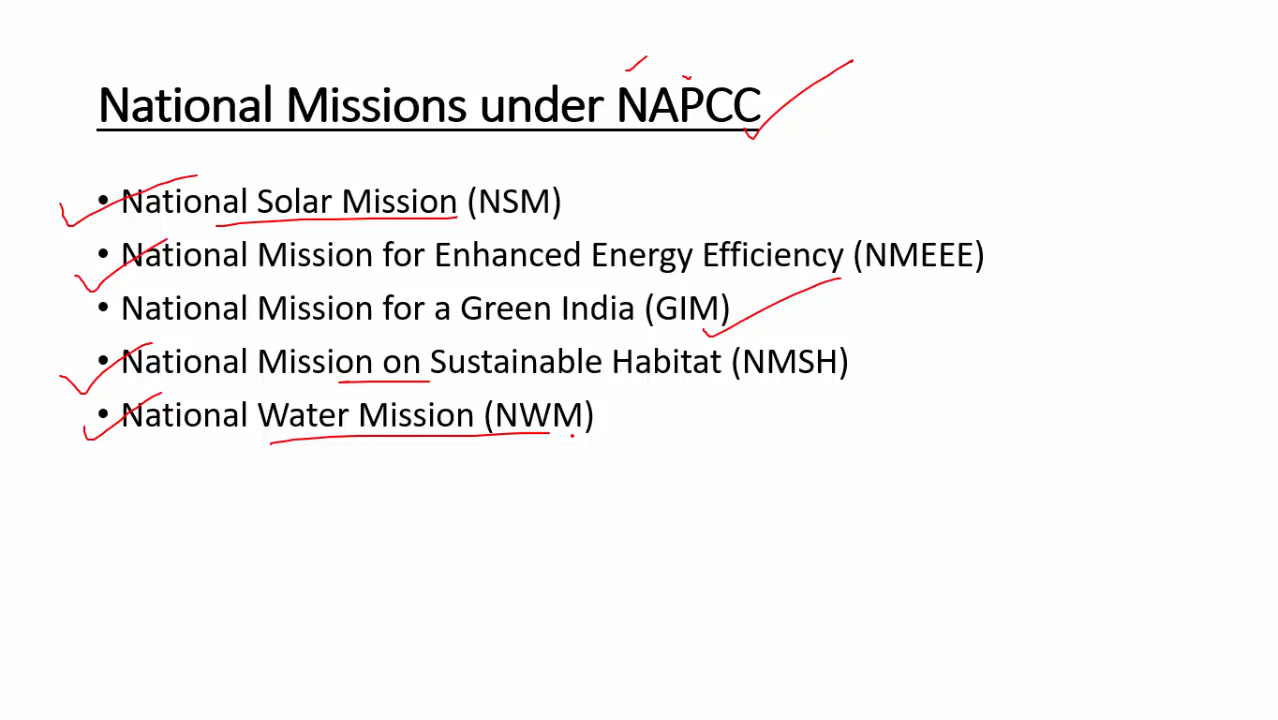 National Missions under NAPCC
• National Solar Mission (NSM)
• National Mission for Enhanced Energy Efficiency (NMEEE)
• National Mission for a Green India (GIM)
• National Mission on Sustainable Habitat (NMSH)
• National Water Mission (NWM)